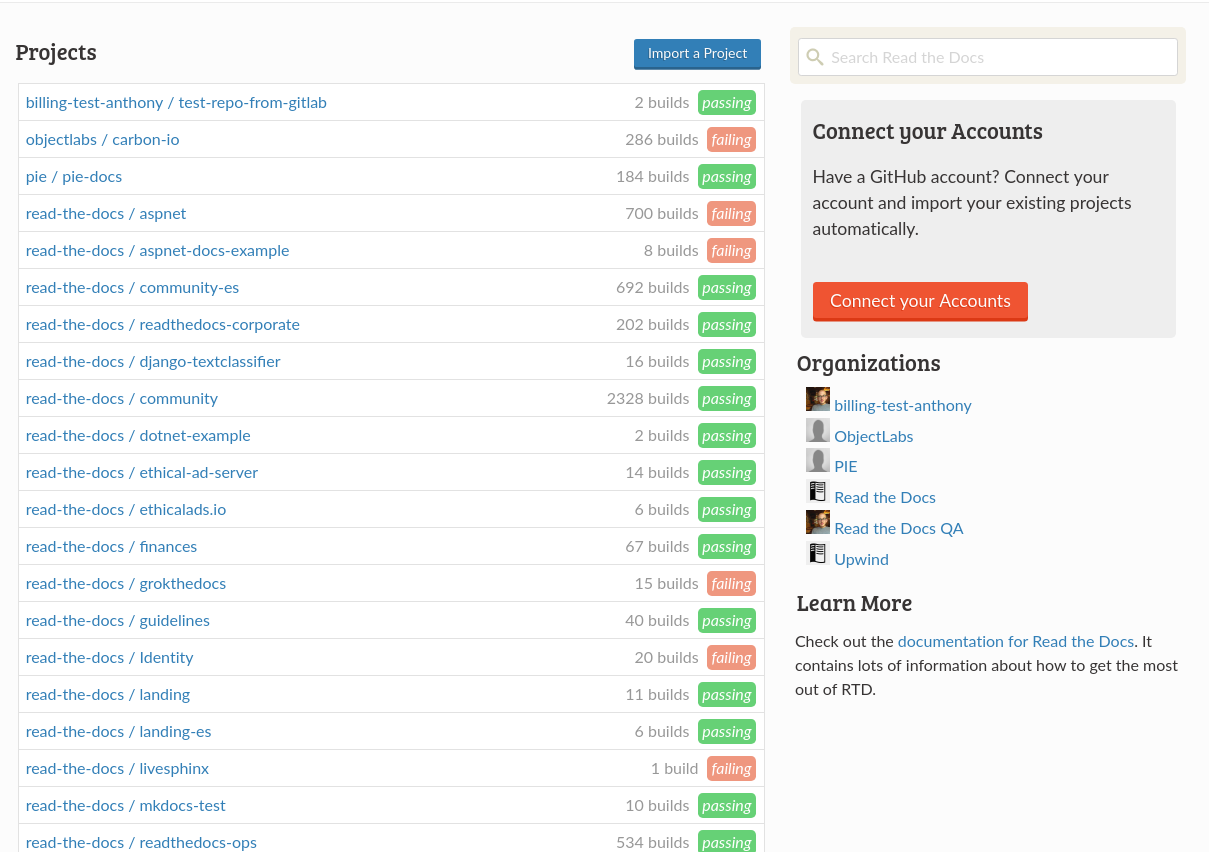 Projects
Import a Project
billing-test-anthony / test-repo-from-gitlab 2 builds passing
objectlabs / carbon-io 286 builds failing
pie / pie-docs 184 builds passing
read-the-docs / aspnet 700 builds failing
read-the-docs / aspnet-docs-example 8 builds failing
read-the-docs / community-es 692 builds passing
read-the-docs / readthedocs-corporate 202 builds passing
read-the-docs / django-textclassifier 16 builds passing
read-the-docs / community 2328 builds passing
read-the-docs / dotnet-example 2 builds passing
read-the-docs / ethical-ad-server 14 builds passing
read-the-docs / ethicalads.io 6 builds passing
read-the-docs / finances 67 builds passing
read-the-docs / grokthedocs 15 builds failing
read-the-docs / guidelines 40 builds passing
read-the-docs / Identity 20 builds failing
read-the-docs / landing 11 builds passing
read-the-docs / landing-es 6 builds passing
read-the-docs / livesphinx 1 build failing
read-the-docs / mkdocs-test 10 builds passing
read-the-docs / readthedocs-ops 534 builds passing
Search Read the Docs
Connect your Accounts
Have a GitHub account? Connect your
account and import your existing projects
automatically.
Connect your Accounts
Organizations
billing-test-anthony
ObjectLabs
PIE
Read the Docs
Read the Docs QA
Upwind
Learn More
Check out the documentation for Read the Docs. It
contains lots of information about how to get the most
out of RTD.